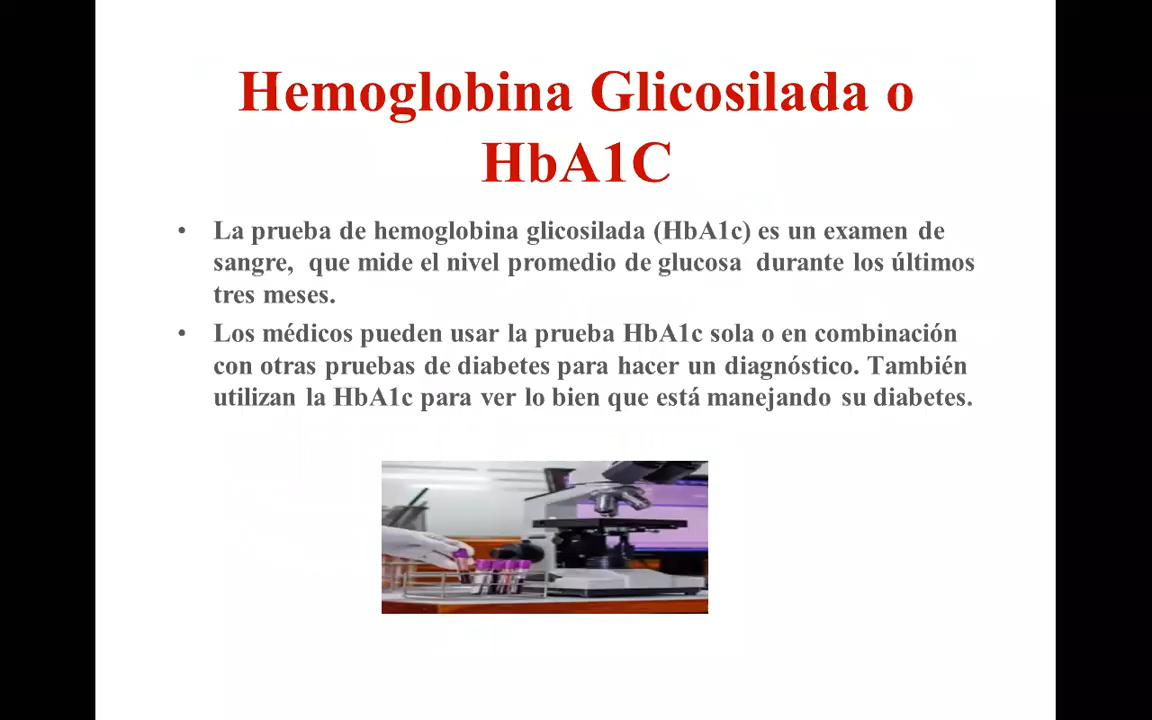 Hemoglobina Glicosilada o
HbA1C
• La prueba de hemoglobina glicosilada (HbA1c) es un examen de
sangre, que mide el nivel promedio de glucosa durante los últimos
tres meses.
• Los médicos pueden usar la prueba HbA1c sola o en combinación
con otras pruebas de diabetes para hacer un diagnóstico. También
utilizan la HbA1c para ver lo bien que está manejando su diabetes.